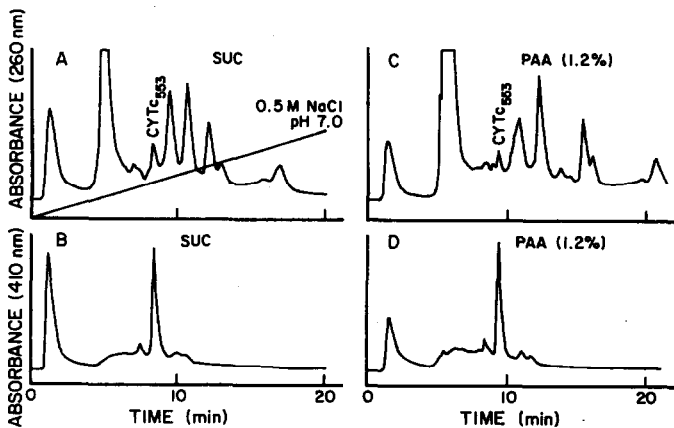 ABSORBANCE (260 nm)
A
SUC
CYTc553
0.5 M NaCl
pH 7.0
C
PAA (1.2%)
CYTc553
ABSORBANCE (410 nm)
B
SUC
D
PAA (1.2%)
0
10
20
TIME (min)
0
10
20
TIME (min)